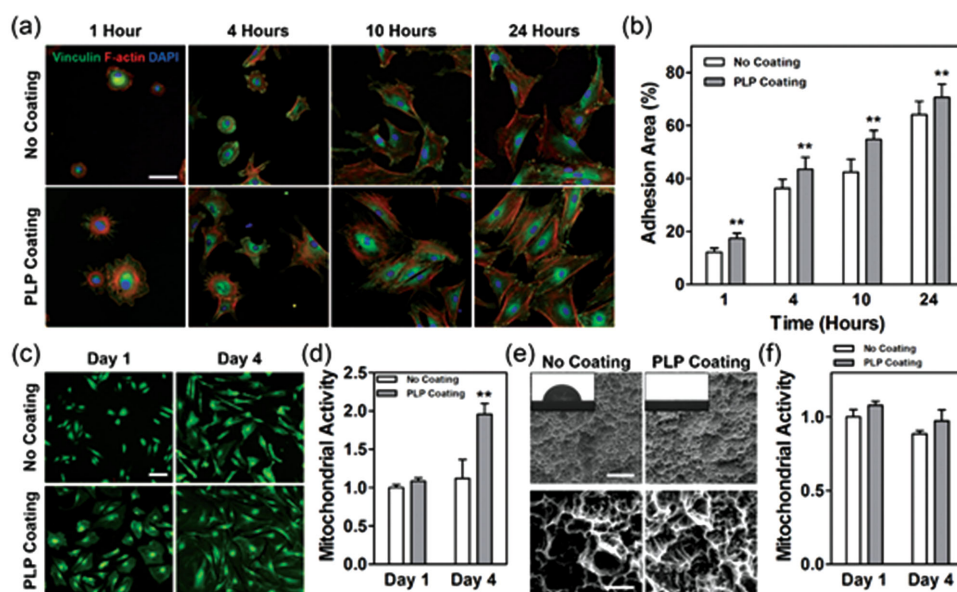 (a)
1 Hour 4 Hours 10 Hours 24 Hours
Vinculin F-actin DAPI
No Coating
PLP Coating
(b)
No Coating
PLP Coating
Adhesion Area (%)
80
60
40
20
0
** ** ** **
1 4 10 24
Time (Hours)
(c)
Day 1 Day 4
No Coating
PLP Coating
(d)
Mitochondrial Activity
2.5
2.0
1.5
1.0
0.5
0.0
No Coating
PLP Coating
**
Day 1 Day 4
(e)
No Coating PLP Coating
(f)
No Coating
PLP Coating
Mitochondrial Activity
1.0
0.5
0.0
Day 1 Day 4